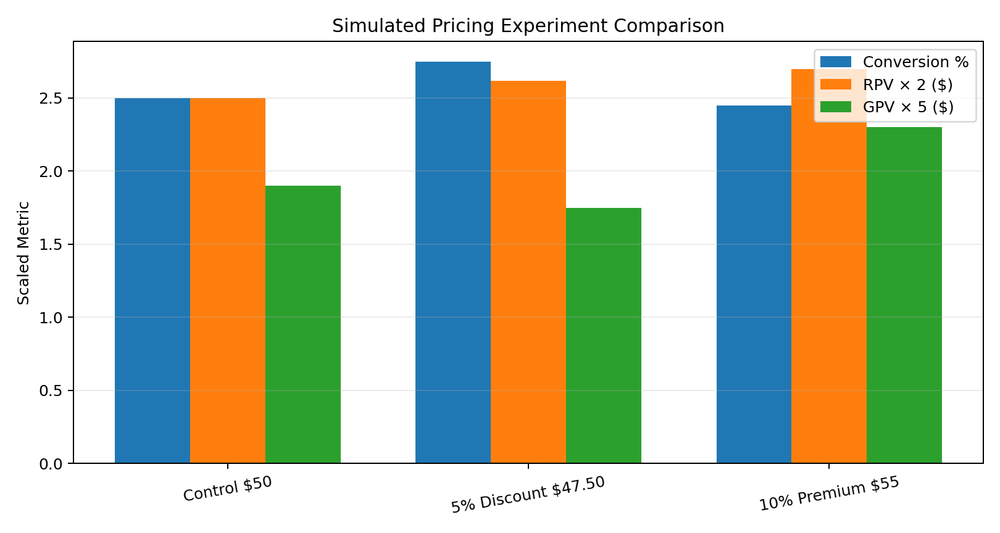 Simulated Pricing Experiment Comparison
Conversion %
RPV × 2 ($)
GPV × 5 ($)
Scaled Metric
2.5
2.0
1.5
1.0
0.5
0.0
Control $50
5% Discount $47.50
10% Premium $55